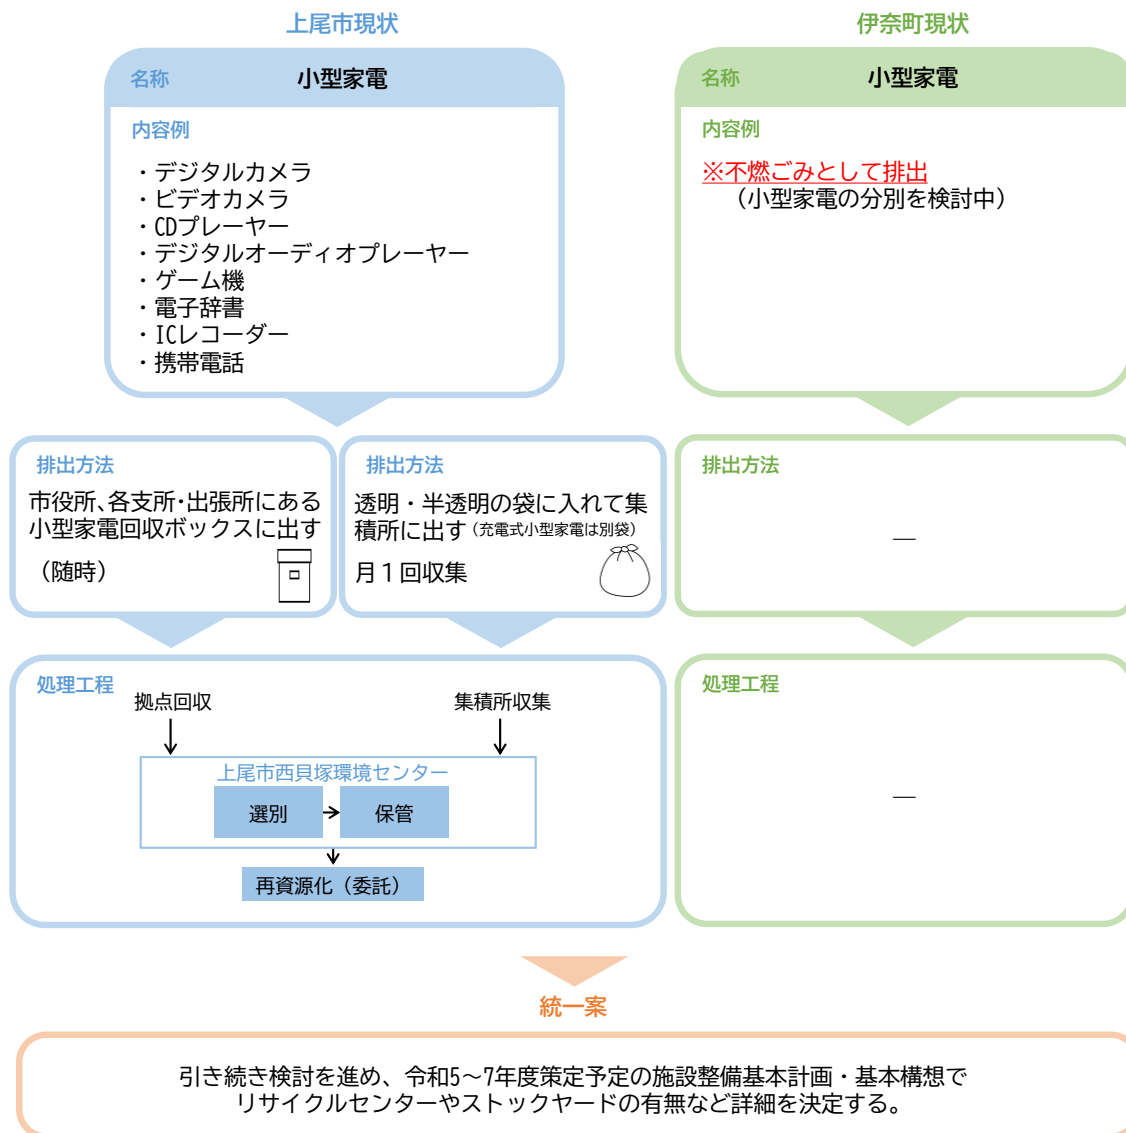 上尾市現状
名称 小型家電
内容例
・デジタルカメラ
・ビデオカメラ
・CDプレーヤー
・デジタルオーディオプレーヤー
・ゲーム機
・電子辞書
・ICレコーダー
・携帯電話
排出方法
市役所、各支所・出張所にある
小型家電回収ボックスに出す
（随時）
排出方法
透明・半透明の袋に入れて集
積所に出す（充電式小型家電は別袋）
月１回収集
処理工程
拠点回収
集積所収集
上尾市西貝塚環境センター
選別
保管
再資源化（委託）
伊奈町現状
名称 小型家電
内容例
※不燃ごみとして排出
（小型家電の分別を検討中）
排出方法
―
処理工程
―
統一案
引き続き検討を進め、令和5～7年度策定予定の施設整備基本計画・基本構想で
リサイクルセンターやストックヤードの有無など詳細を決定する。